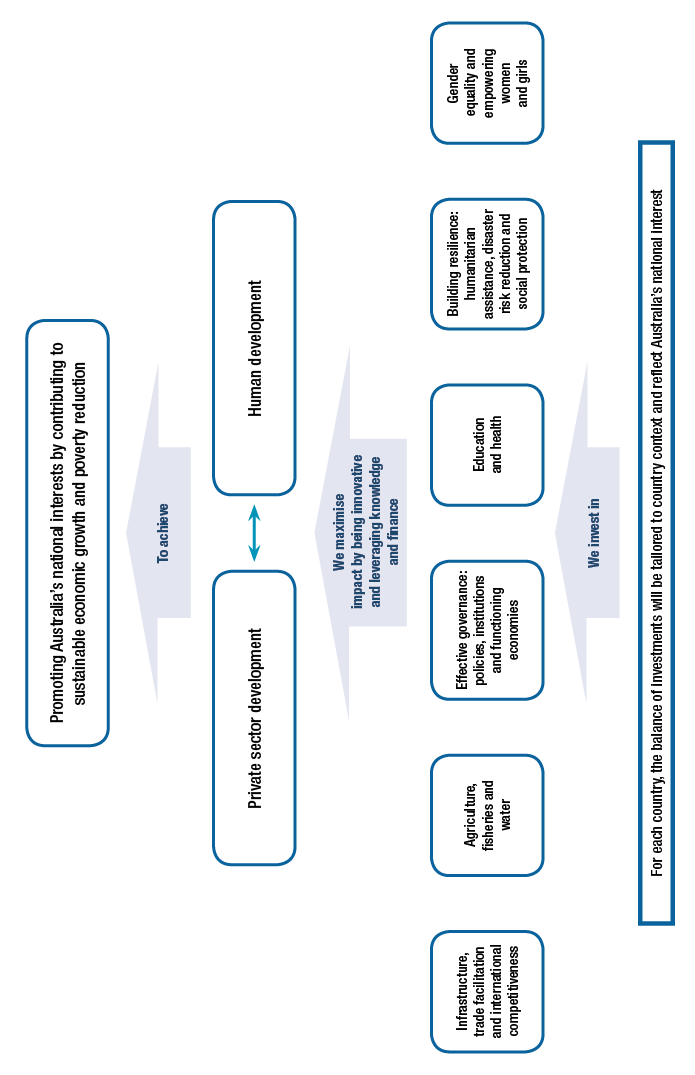 Promoting Australia's national interests by contributing to
sustainable economic growth and poverty reduction
To achieve
Private sector development
Human development
We maximise
impact by being innovative
and leveraging knowledge
and finance
Infrastructure,
trade facilitation
and international
competitiveness
Agriculture,
fisheries and
water
Effective governance:
policies, institutions
and functioning
economies
Education
and health
Building resilience:
humanitarian
assistance, disaster
risk reduction and
social protection
Gender
equality and
empowering
women
and girls
We invest in
For each country, the balance of investments will be tailored to country context and reflect Australia's national interest